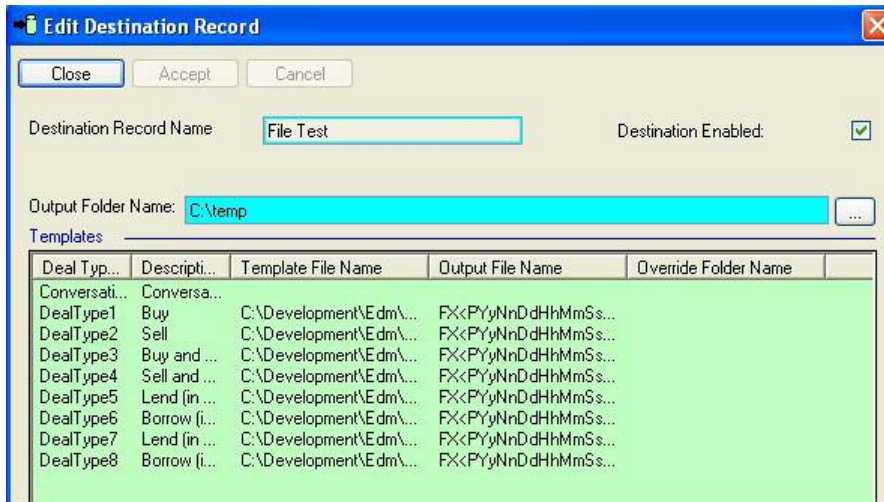 Edit Destination Record
Close Accept Cancel
Destination Record Name File Test Destination Enabled:
Output Folder Name: C:\temp ...
Templates
Deal Typ... Descripti... Template File Name Output File Name Override Folder Name
Conversati... Conversa...
DealType1 Buy C:\Development\Edm\... FX<PYyNnDdHhMmSs...
DealType2 Sell C:\Development\Edm\... FX<PYyNnDdHhMmSs...
DealType3 Buy and ... C:\Development\Edm\... FX<PYyNnDdHhMmSs...
DealType4 Sell and ... C:\Development\Edm\... FX<PYyNnDdHhMmSs...
DealType5 Lend (in ... C:\Development\Edm\... FX<PYyNnDdHhMmSs...
DealType6 Borrow (i... C:\Development\Edm\... FX<PYyNnDdHhMmSs...
DealType7 Lend (in ... C:\Development\Edm\... FX<PYyNnDdHhMmSs...
DealType8 Borrow (i... C:\Development\Edm\... FX<PYyNnDdHhMmSs...